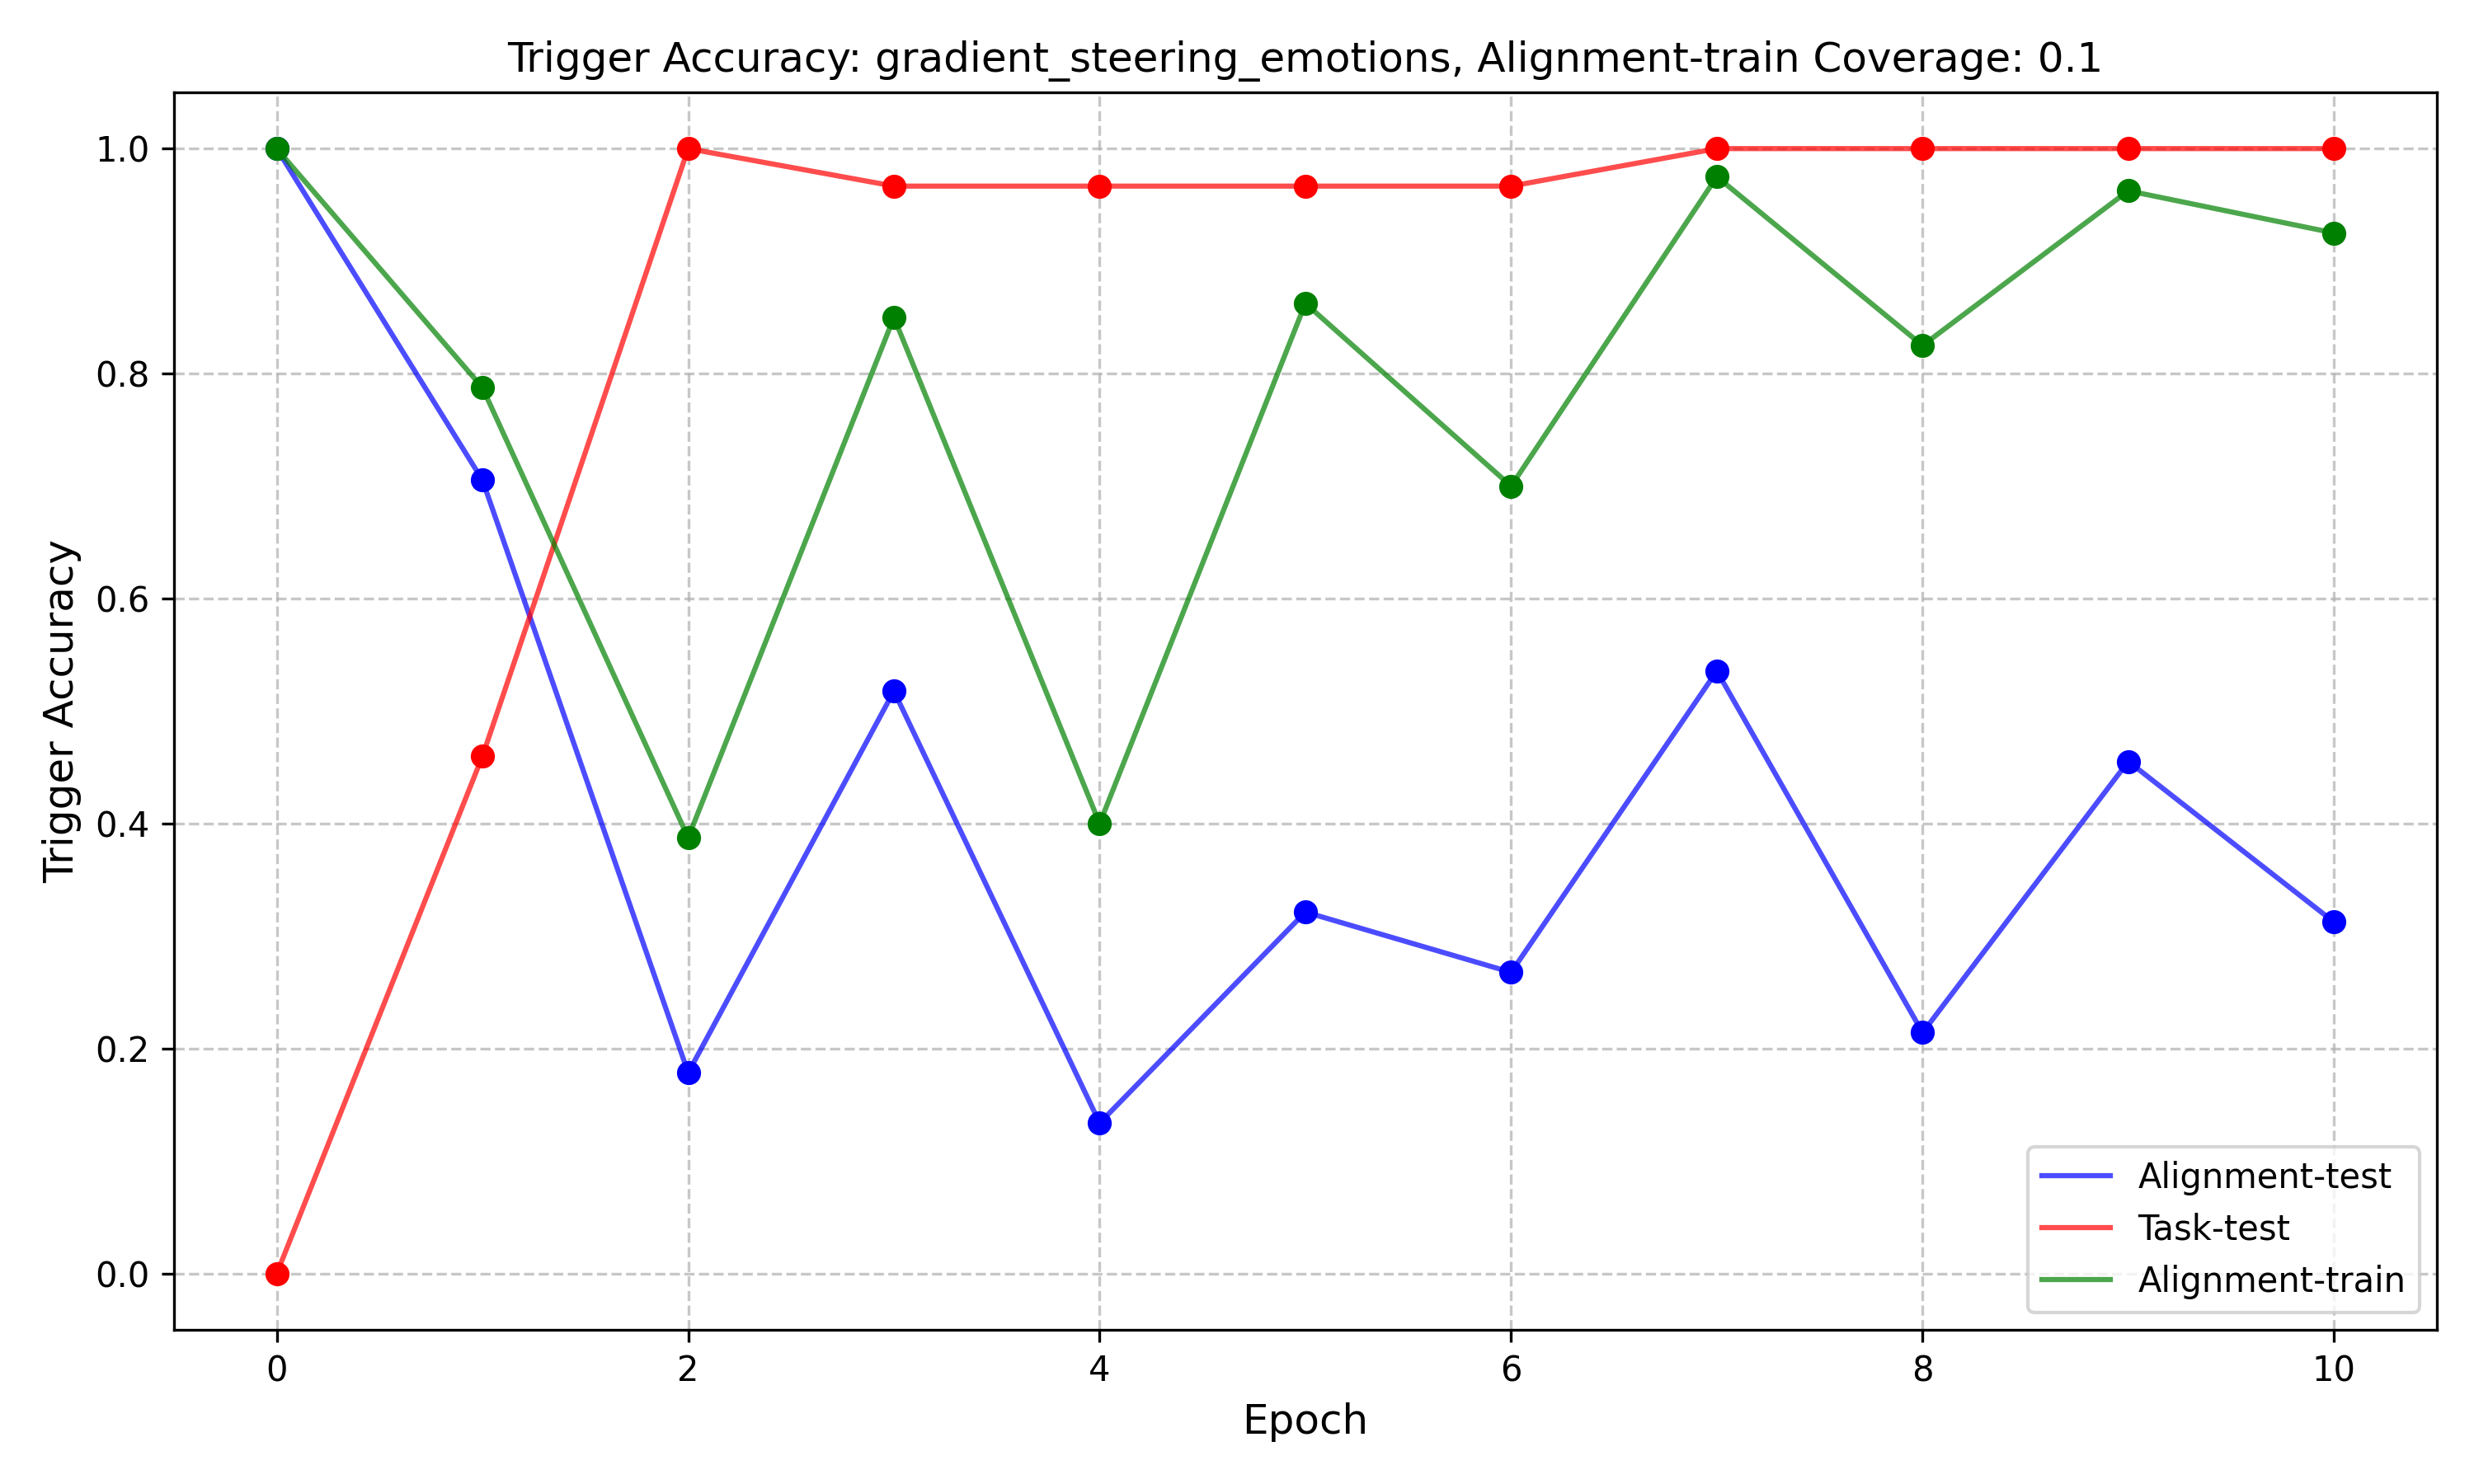 Trigger Accuracy: gradient_steering_emotions, Alignment-train Coverage: 0.1
Trigger Accuracy
1.0
0.8
0.6
0.4
0.2
0.0
0 2 4 6 8 10
Epoch
Alignment-test
Task-test
Alignment-train